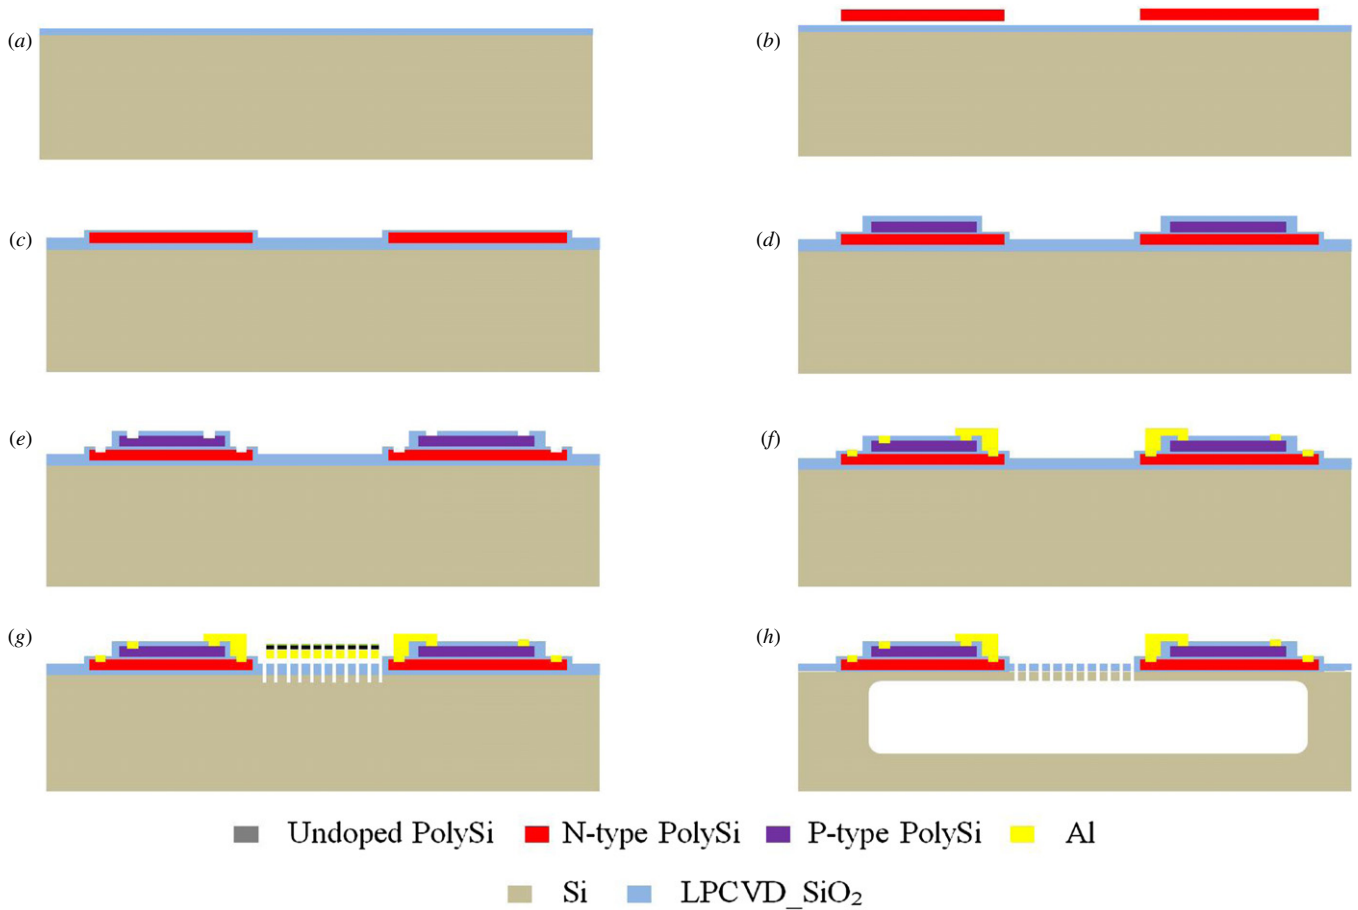 (a)
(b)
(c)
(d)
(e)
(f)
(g)
(h)
Undoped PolySi N-type PolySi P-type PolySi Al
Si LPCVD_SiO₂